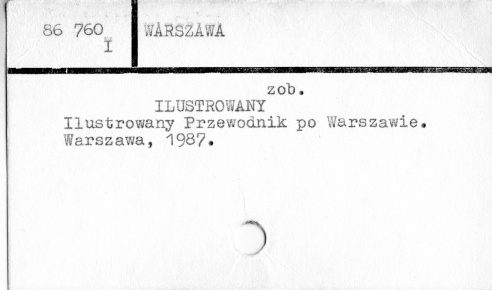 86 760 WARSZAWA
I
zob.
ILUSTROWANY
Ilustrowany Przewodnik po Warszawie.
Warszawa, 1987.